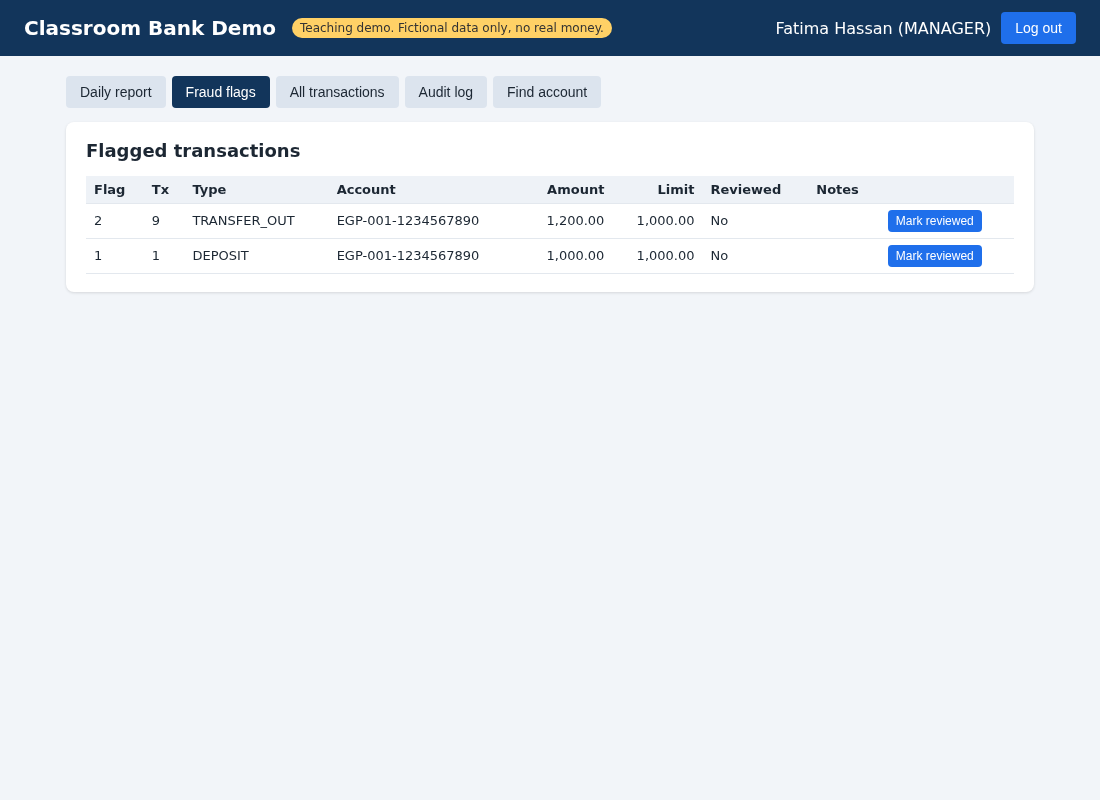 Classroom Bank Demo Teaching demo. Fictional data only, no real money. Fatima Hassan (MANAGER) Log out
Daily report Fraud flags All transactions Audit log Find account
Flagged transactions
Flag Tx Type Account Amount Limit Reviewed Notes
2 9 TRANSFER_OUT EGP-001-1234567890 1,200.00 1,000.00 No Mark reviewed
1 1 DEPOSIT EGP-001-1234567890 1,000.00 1,000.00 No Mark reviewed